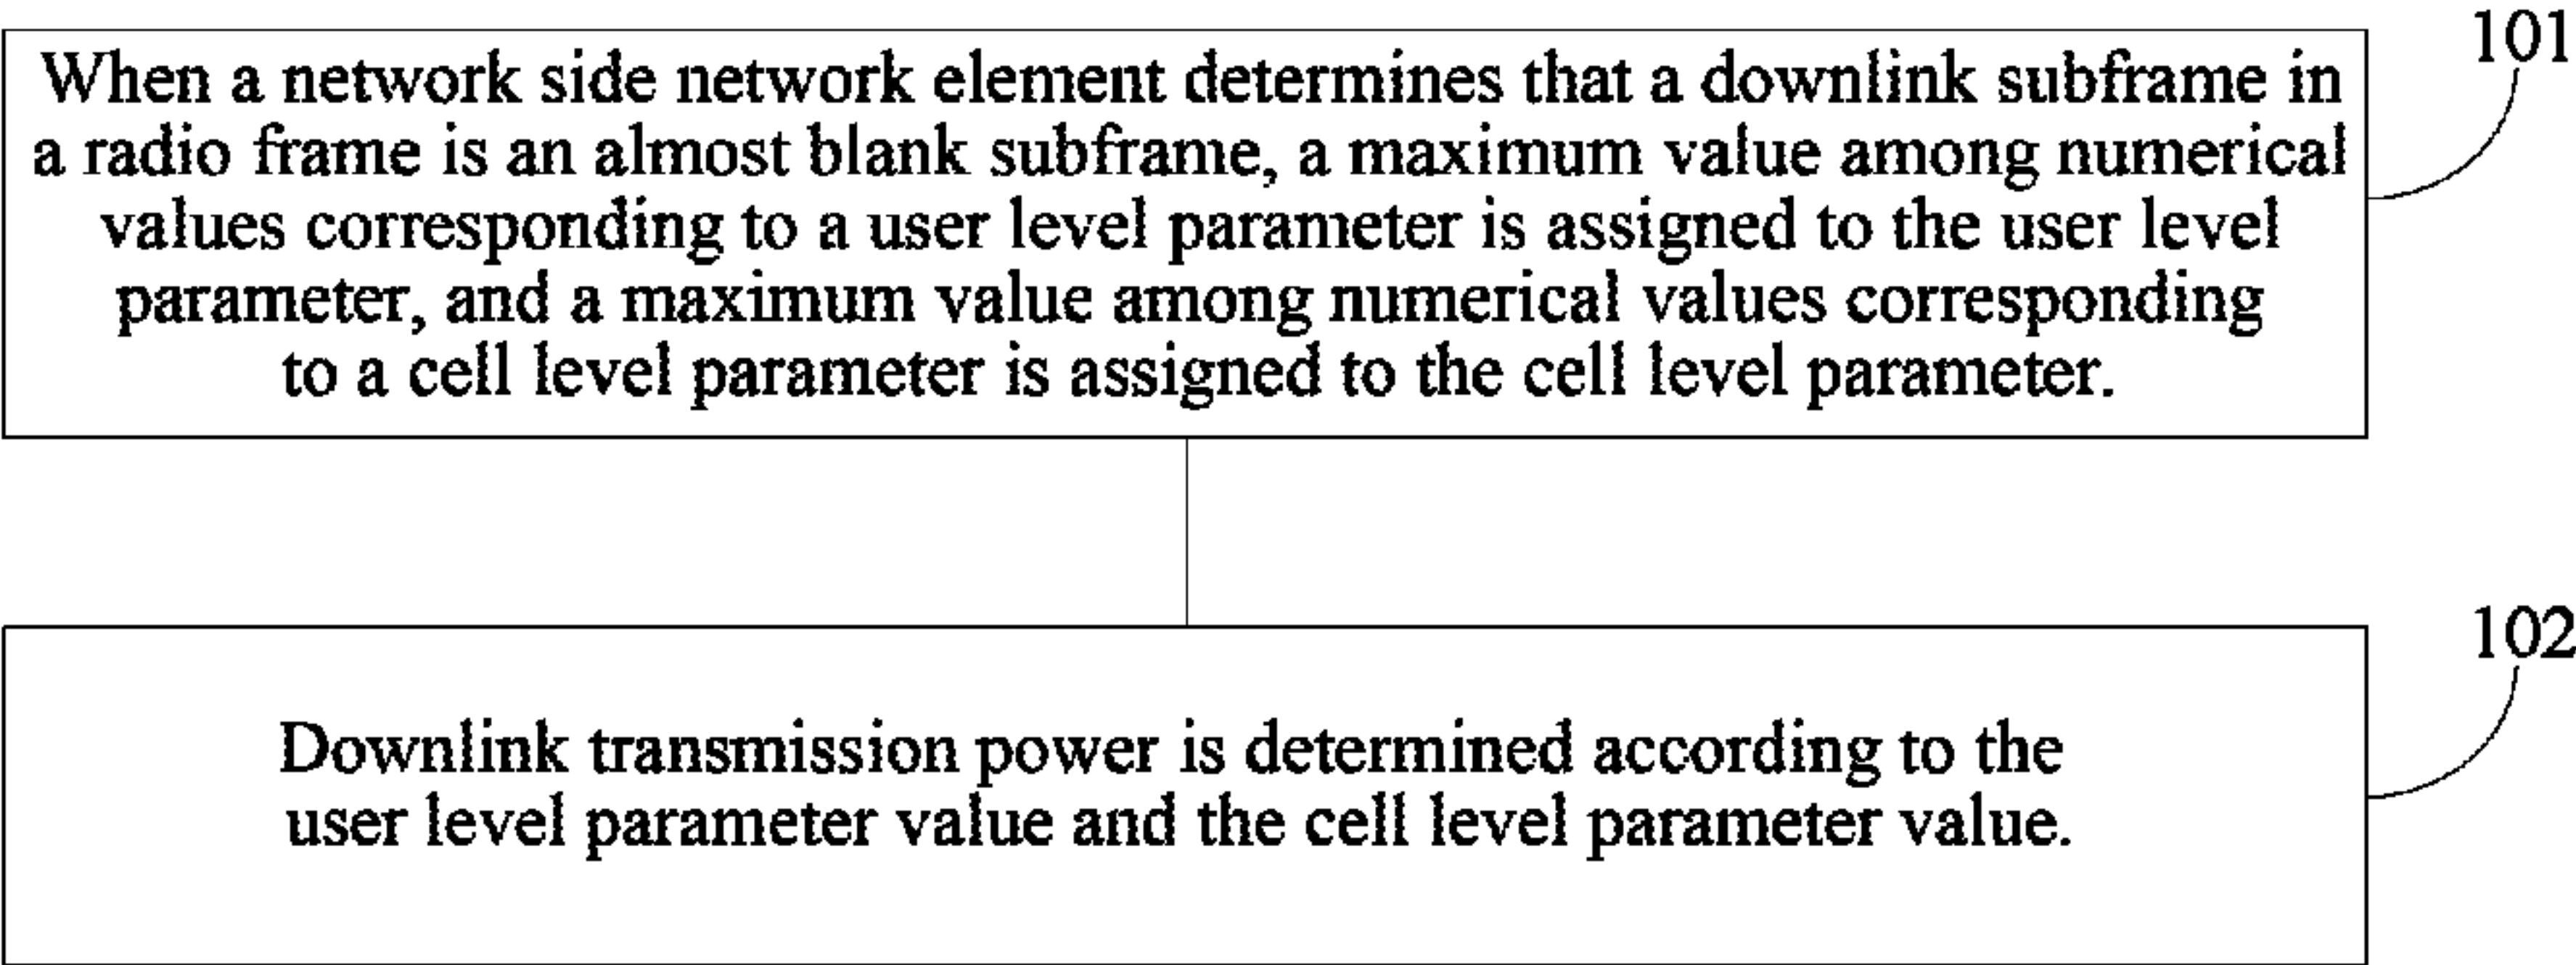 101
When a network side network element determines that a downlink subframe in
a radio frame is an almost blank subframe, a maximum value among numerical
values corresponding to a user level parameter is assigned to the user level
parameter, and a maximum value among numerical values corresponding
to a cell level parameter is assigned to the cell level parameter.
102
Downlink transmission power is determined according to the
user level parameter value and the cell level parameter value.